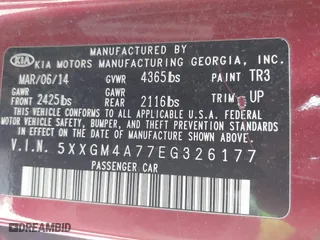 KIA KIA MOTORS MANUFACTURING GEORGIA, INC.
MAR/06/14 GVWR 4365lbs PAINT TR3
GAWR GAWR
FRONT 2425lbs REAR 2116lbs TRIM UP
THIS VEHICLE CONFORMS TO ALL APPLICABLE
U.S. FEDERAL MOTOR VEHICLE
SAFETY, BUMPER, AND THEFT PREVENTION STANDARDS
IN EFFECT ON THE DATE OF MANUFACTURE
SHOWN ABOVE.
V.I.N. 5XXGM4A77EG326177
PASSENGER CAR
DREAMBID